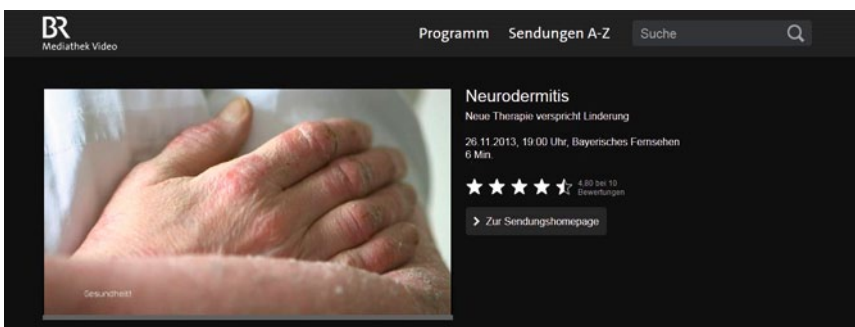 BR
Mediathek Video
Programm
Sendungen A-Z
Suche
Neurodermitis
Neue Therapie verspricht Linderung
26.11.2013, 19:00 Uhr, Bayerisches Fernsehen
6 Min.
4,80 bei 10
Bewertungen
Zur Sendungshomepage
Gesundheit!